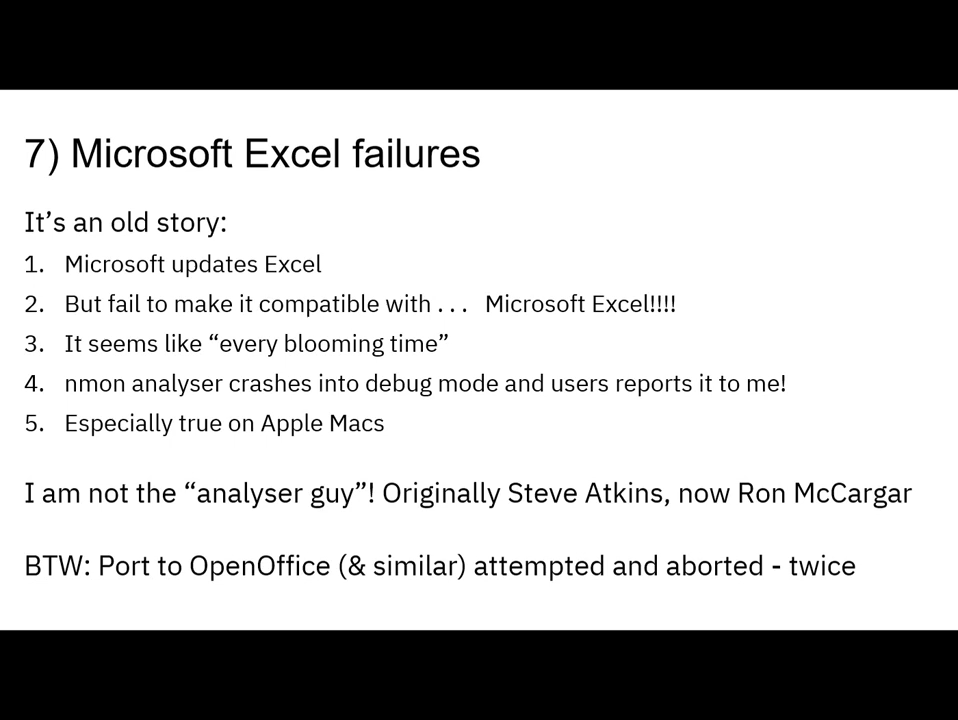 7) Microsoft Excel failures
It’s an old story:
1. Microsoft updates Excel
2. But fail to make it compatible with . . . Microsoft Excel!!!!
3. It seems like “every blooming time”
4. nmon analyser crashes into debug mode and users reports it to me!
5. Especially true on Apple Macs
I am not the “analyser guy”! Originally Steve Atkins, now Ron McCargar
BTW: Port to OpenOffice (& similar) attempted and aborted - twice